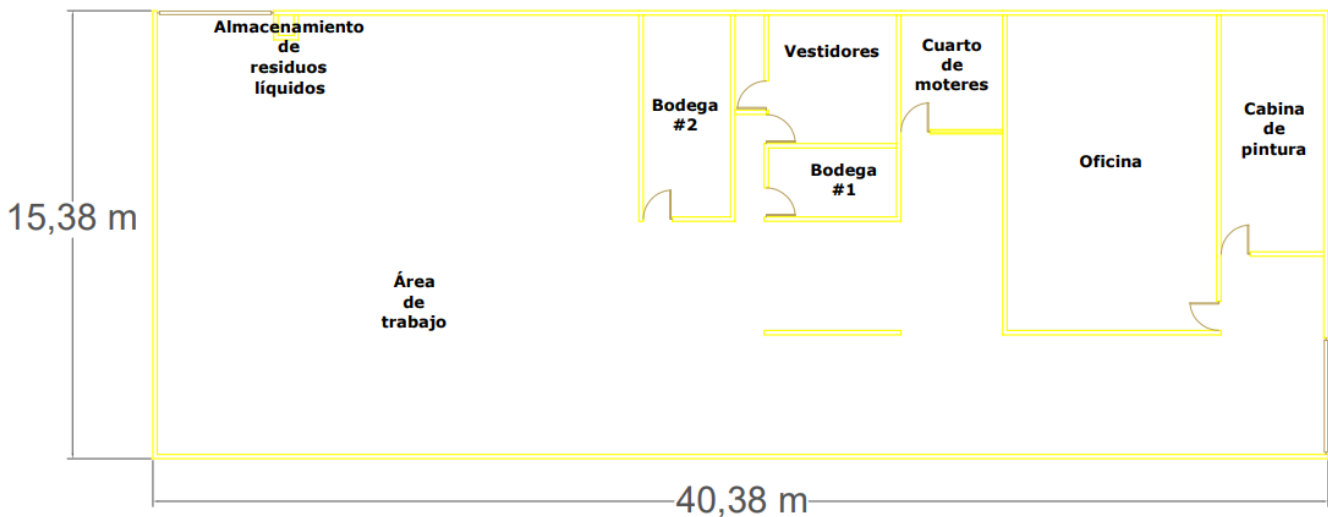 Almacenamiento
de
residuos
líquidos
Bodega
#2
Vestidores
Bodega
#1
Cuarto
de
moteres
Oficina
Cabina
de
pintura
Área
de
trabajo
15,38 m
40,38 m